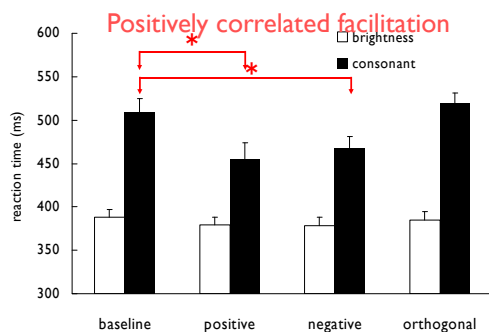 Positively correlated facilitation
600
550
500
450
400
350
300
reaction time (ms)
* *
brightness
consonant
baseline positive negative orthogonal